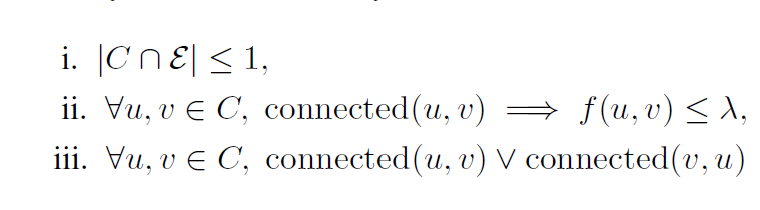 i. |C ∩ ℰ| ≤ 1,
ii. ∀u, v ∈ C, connected(u, v) ⟹ f(u, v) ≤ λ,
iii. ∀u, v ∈ C, connected(u, v) ∨ connected(v, u)